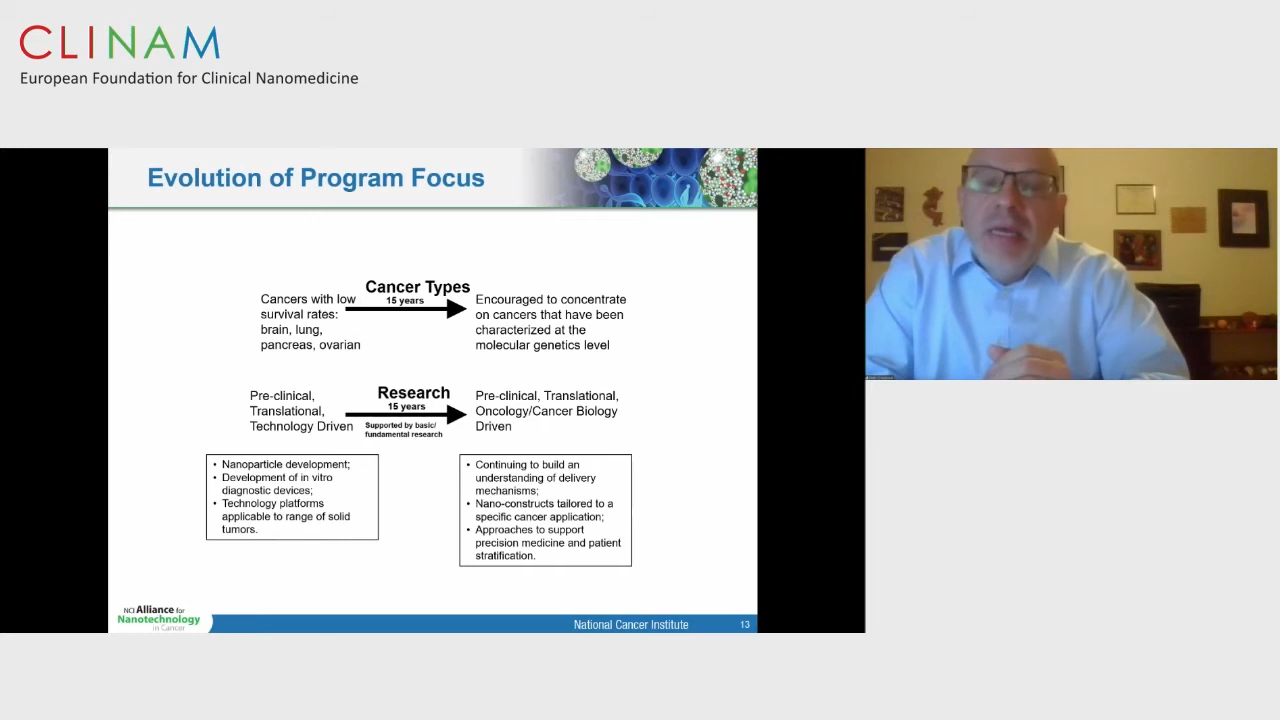 CLINAM
European Foundation for Clinical Nanomedicine
Evolution of Program Focus
Cancer Types
15 years
Cancers with low
survival rates:
brain, lung,
pancreas, ovarian
Encouraged to concentrate
on cancers that have been
characterized at the
molecular genetics level
Research
15 years
Supported by basic/
fundamental research
Pre-clinical,
Translational,
Technology Driven
Pre-clinical, Translational,
Oncology/Cancer Biology
Driven
• Nanoparticle development;
• Development of in vitro
diagnostic devices;
• Technology platforms
applicable to range of solid
tumors.
• Continuing to build an
understanding of delivery
mechanisms;
• Nano-constructs tailored to a
specific cancer application;
• Approaches to support
precision medicine and patient
stratification.
NCI Alliance for
Nanotechnology
in Cancer
National Cancer Institute
13